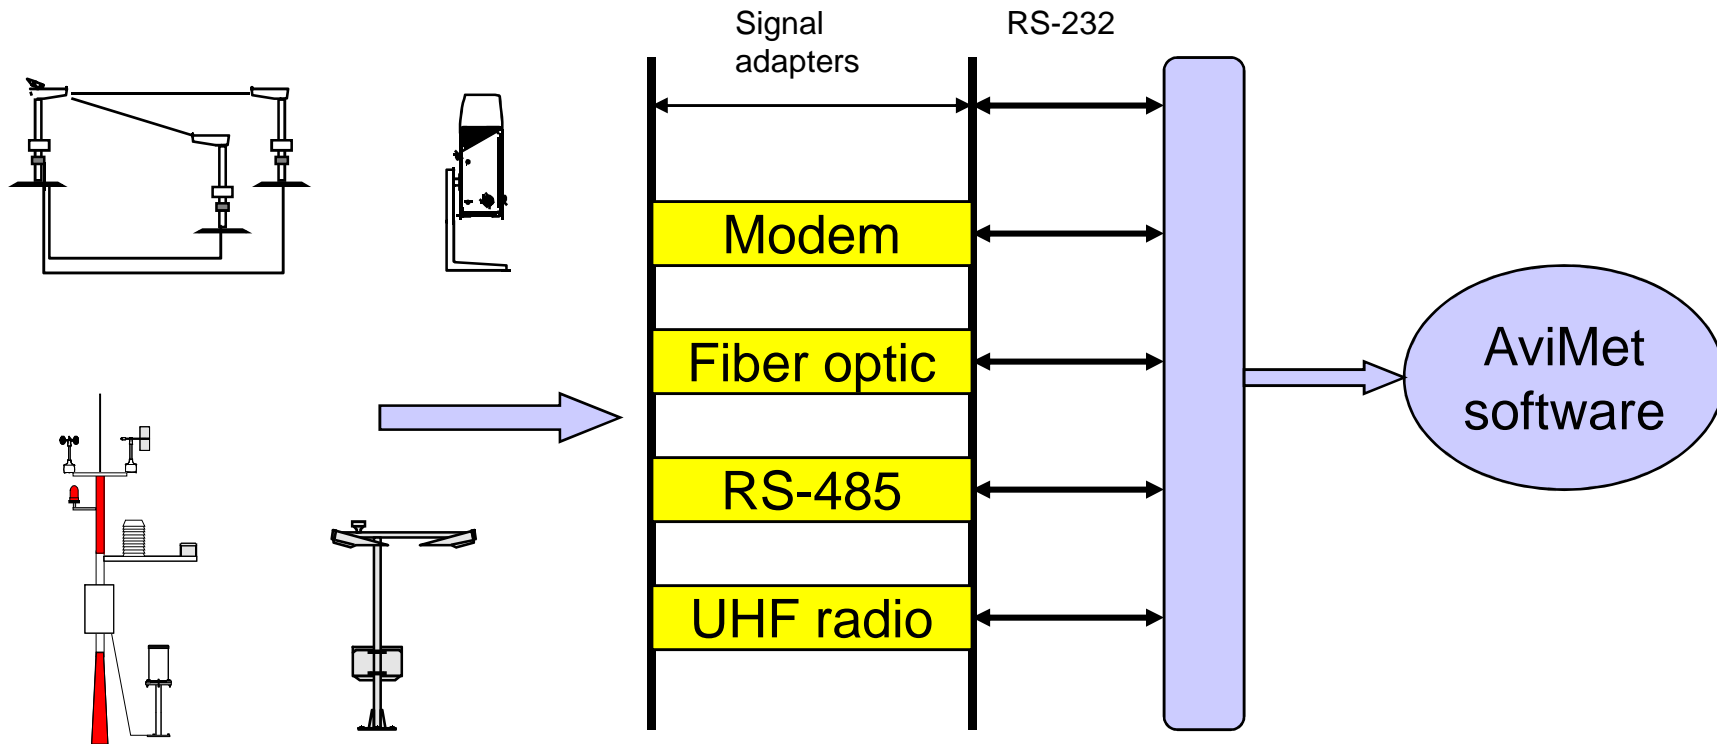 Signal
adapters
RS-232
Modem
Fiber optic
RS-485
UHF radio
AviMet
software